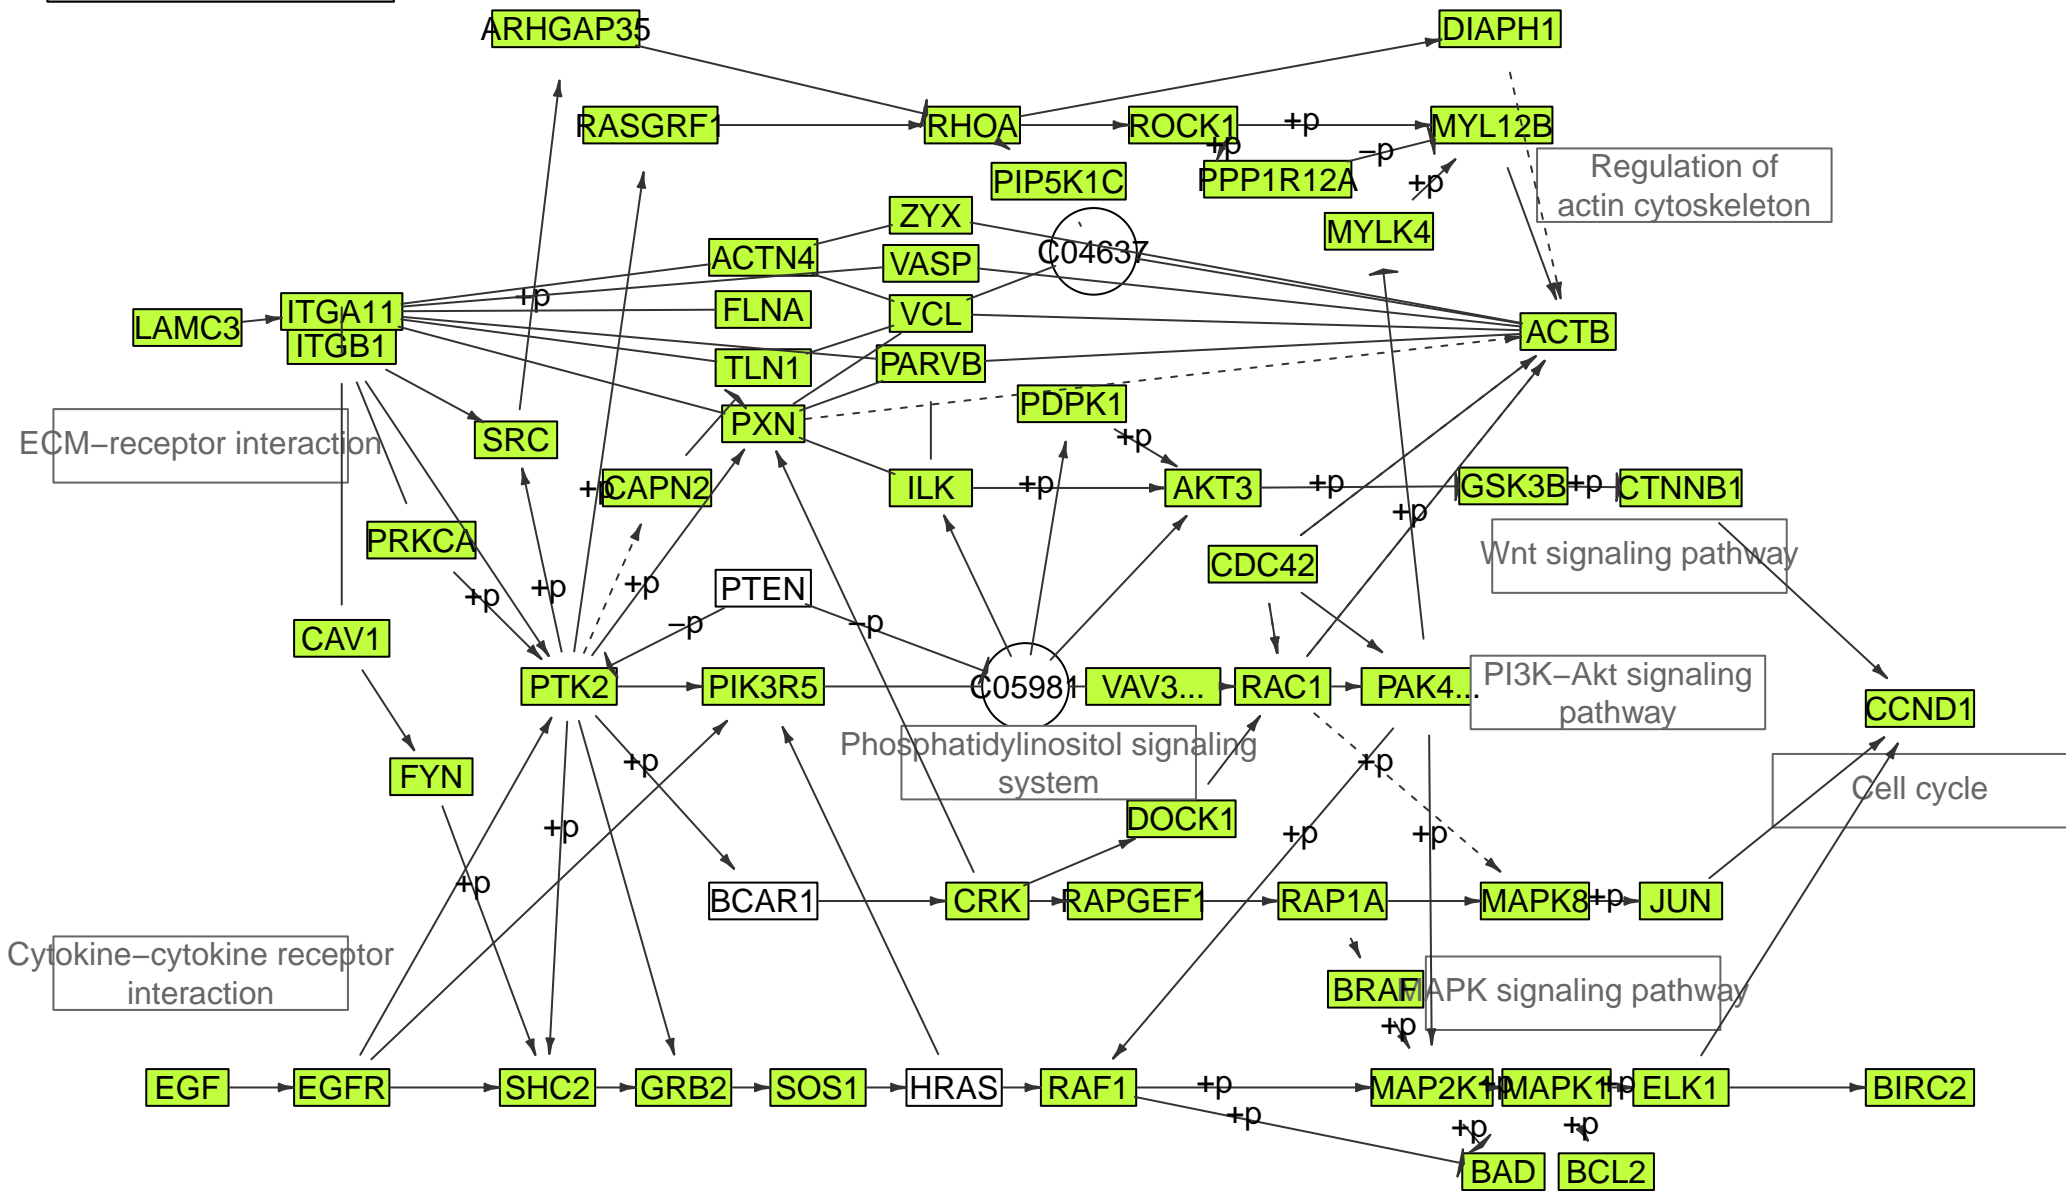 ARHGAP35
DIAPH1
RASGRF1
RHOA
ROCK1
+p
MYL12B
+p
−p
PIP5K1C
PPP1R12A
+p
Regulation of
actin cytoskeleton
ZYX
MYLK4
ACTN4
VASP
C04637
+p
ITGA11
FLNA
VCL
LAMC3
ITGB1
ACTB
TLN1
PARVB
PDPK1
PXN
ECM−receptor interaction
SRC
+p
+p
CAPN2
ILK
+p
AKT3
+p
GSK3B
+p
CTNNB1
+p
PRKCA
Wnt signaling pathway
CDC42
+p
+p
+p
PTEN
−p
−p
CAV1
PTK2
PIK3R5
C05981
VAV3...
RAC1
PAK4...
PI3K−Akt signaling
pathway
CCND1
Phosphatidylinositol signaling
system
FYN
+p
+p
Cell cycle
+p
DOCK1
+p
+p
+p
BCAR1
CRK
RAPGEF1
RAP1A
MAPK8
+p
JUN
Cytokine−cytokine receptor
interaction
BRAF
MAPK signaling pathway
+p
EGF
EGFR
SHC2
GRB2
SOS1
HRAS
RAF1
+p
MAP2K1
+p
MAPK1
+p
ELK1
BIRC2
+p
+p
+p
BAD
BCL2